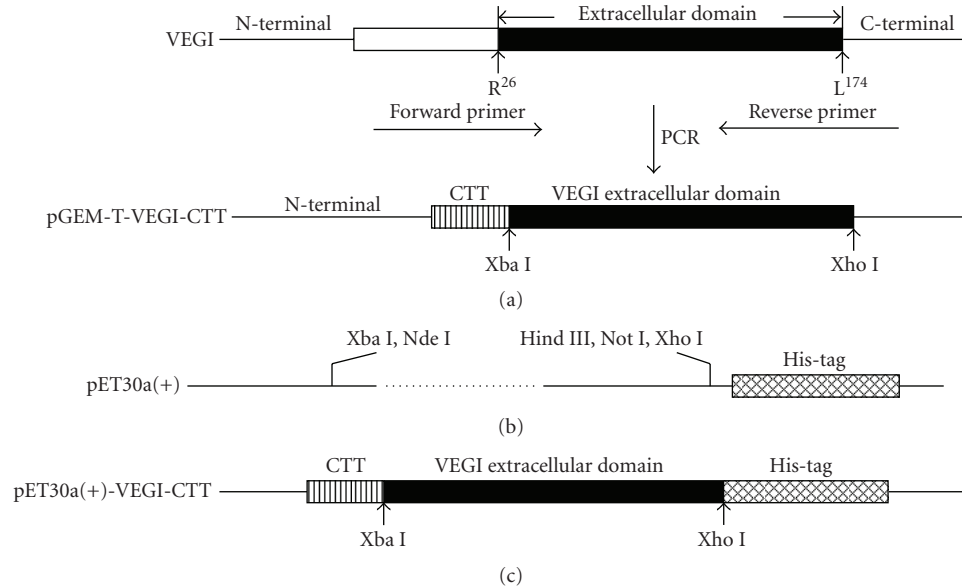 Extracellular domain
VEGI N-terminal C-terminal
R²⁶ L¹⁷⁴
Forward primer Reverse primer
PCR
CTT VEGI extracellular domain
pGEM-T-VEGI-CTT N-terminal
Xba I Xho I
(a)
Xba I, Nde I Hind III, Not I, Xho I
His-tag
pET30a(+)
(b)
CTT VEGI extracellular domain His-tag
pET30a(+)-VEGI-CTT
Xba I Xho I
(c)